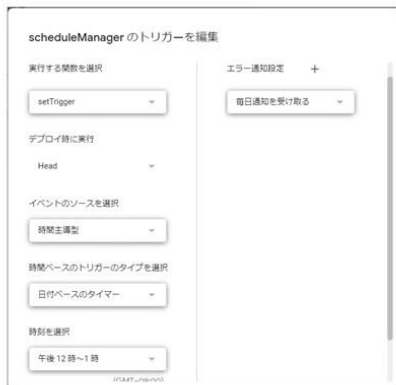 scheduleManager のトリガーを編集
実行する関数を選択
setTrigger
デプロイ時に実行
Head
イベントのソースを選択
時間主導型
時間ベースのトリガーのタイプを選択
日付ベースのタイマー
時刻を選択
午後 12 時～1 時
(GMT+09:00)
エラー通知設定 +
毎日通知を受け取る